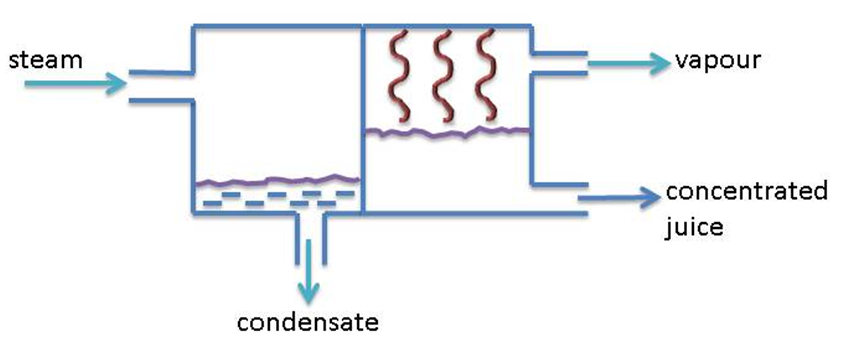 steam
vapour
concentrated
juice
condensate